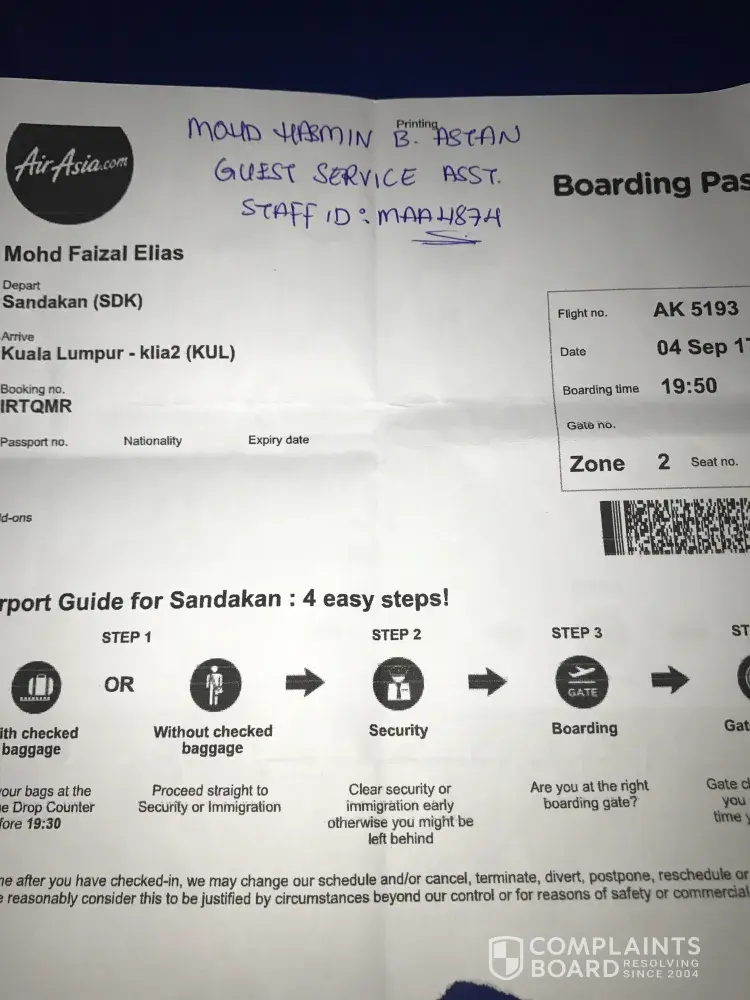 MOHD HASMIN B. ASTAN
Printing
GUEST SERVICE ASST.
STAFF ID : MAA4874
AirAsia.com
Boarding Pas
Mohd Faizal Elias
Depart
Sandakan (SDK)
Arrive
Kuala Lumpur - klia2 (KUL)
Booking no.
IRTQMR
Passport no. Nationality Expiry date
d-ons
Flight no. AK 5193
Date 04 Sep 1
Boarding time 19:50
Gate no.
Zone 2 Seat no.
rport Guide for Sandakan : 4 easy steps!
STEP 1 STEP 2 STEP 3 ST
OR
GATE
ith checked baggage
Without checked baggage
Security
Boarding
Gat
our bags at the
e Drop Counter
fore 19:30
Proceed straight to
Security or Immigration
Clear security or
immigration early
otherwise you might be
left behind
Are you at the right
boarding gate?
Gate c
you
time y
ne after you have checked-in, we may change our schedule and/or cancel, terminate, divert, postpone, reschedule or
e reasonably consider this to be justified by circumstances beyond our control or for reasons of safety or commercial
COMPLAINTS
BOARD RESOLVING
SINCE 2004